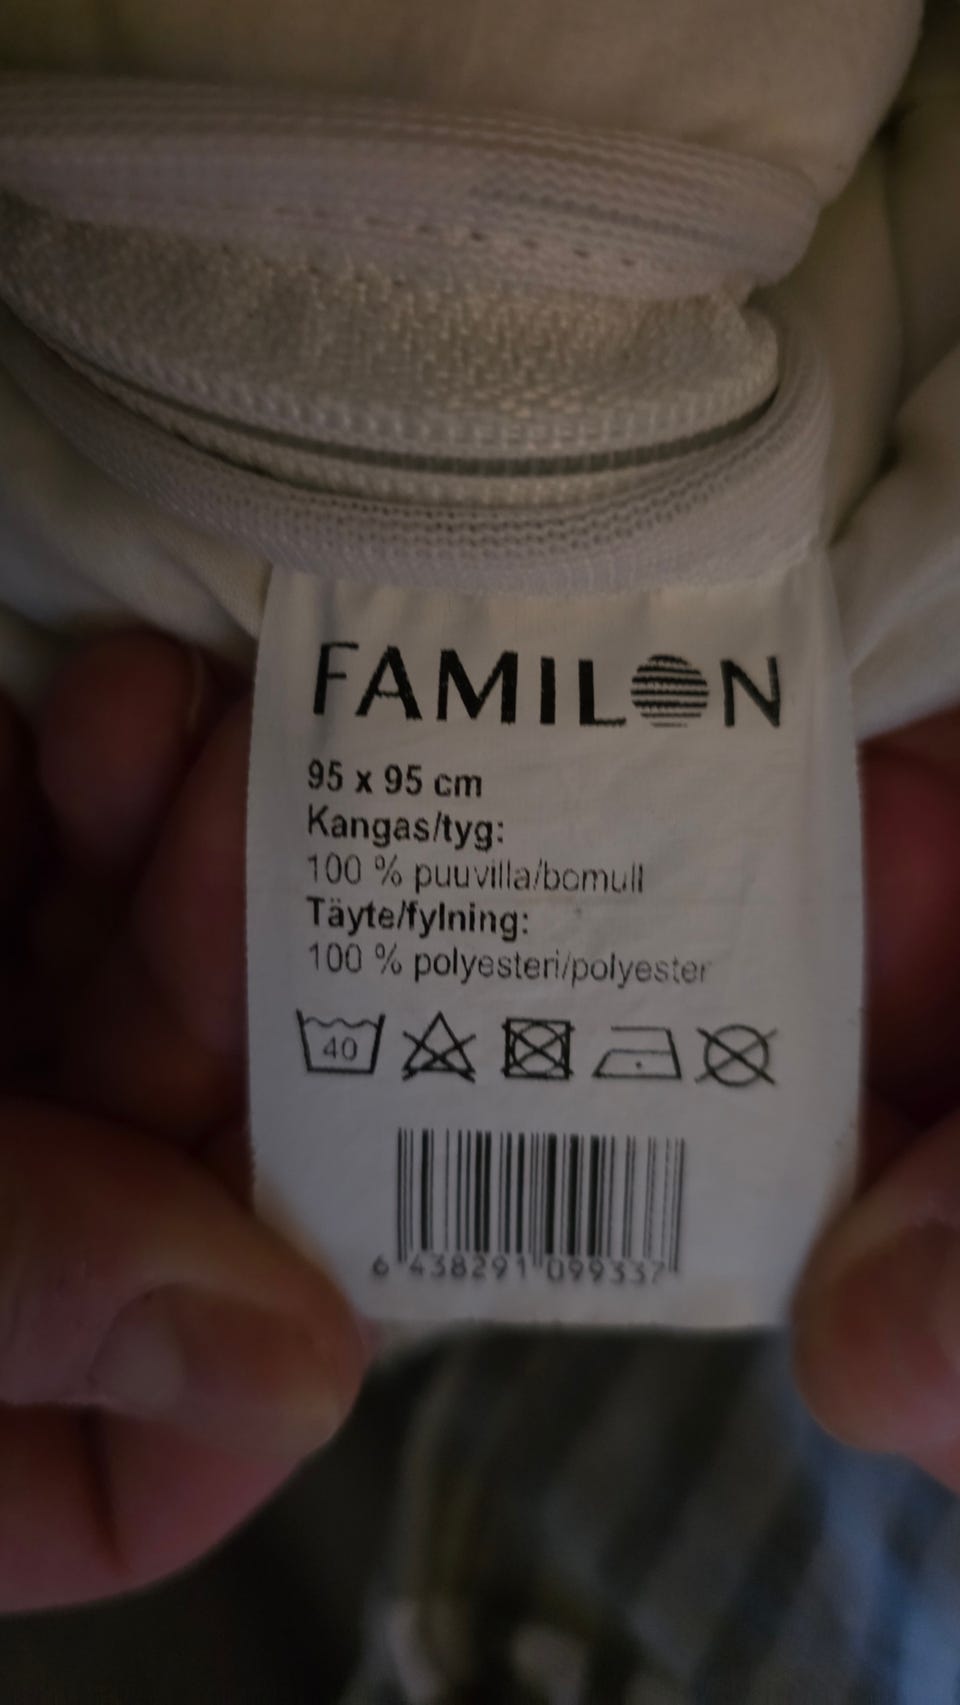 FAMILON
95 x 95 cm
Kangas/tyg:
100 % puuvilla/bomull
Täyte/fylning:
100 % polyesteri/polyester
40
6 438291 099337